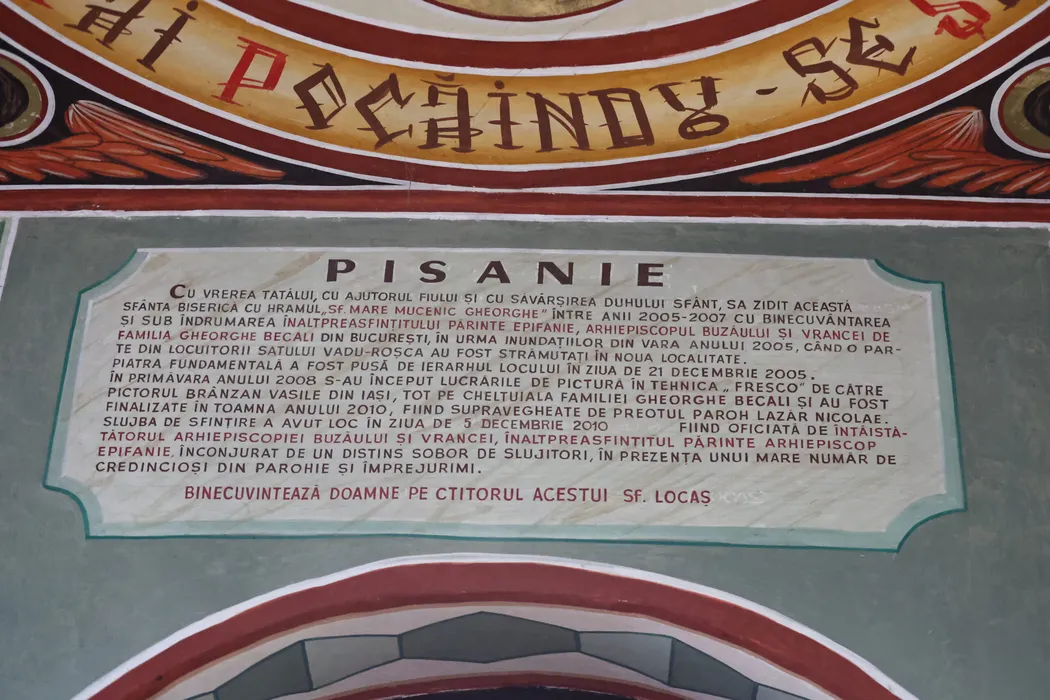 și pocăindu-se s
PISANIE
CU VREREA TATĂLUI, CU AJUTORUL FIULUI ȘI CU SĂVÂRȘIREA DUHULUI SFÂNT, SA ZIDIT ACEASTĂ
SFÂNTA BISERICĂ CU HRAMUL „SF. MARE MUCENIC GHEORGHE" ÎNTRE ANII 2005-2007 CU BINECUVÂNTAREA
ȘI SUB ÎNDRUMAREA ÎNALTPREASFINTITULUI PĂRINTE EPIFANIE, ARHIEPISCOPUL BUZĂULUI ȘI VRANCEI DE
FAMILIA GHEORGHE BECALI DIN BUCUREȘTI, ÎN URMA INUNDAȚIILOR DIN VARA ANULUI 2005, CÂND O PAR-
TE DIN LOCUITORII SATULUI VADU-ROȘCA AU FOST STRĂMUTAȚI ÎN NOUA LOCALITATE.
PIATRA FUNDAMENTALĂ A FOST PUSĂ DE IERARHUL LOCULUI ÎN ZIUA DE 21 DECEMBRIE 2005.
ÎN PRIMĂVARA ANULUI 2008 S-AU ÎNCEPUT LUCRĂRILE DE PICTURĂ ÎN TEHNICA „FRESCO" DE CĂTRE
PICTORUL BRÂNZAN VASILE DIN IASI, TOT PE CHELTUIALA FAMILIEI GHEORGHE BECALI ȘI AU FOST
FINALIZATE ÎN TOAMNA ANULUI 2010, FIIND SUPRAVEGHEATE DE PREOTUL PAROH LAZĂR NICOLAE.
SLUJBA DE SFINȚIRE A AVUT LOC ÎN ZIUA DE 5 DECEMBRIE 2010 FIIND OFICIATĂ DE ÎNTÂISTĂ-
TĂTORUL ARHIEPISCOPIEI BUZĂULUI ȘI VRANCEI, ÎNALTPREASFINTITUL PĂRINTE ARHIEPISCOP
EPIFANIE, ÎNCONJURAT DE UN DISTINS SOBOR DE SLUJITORI, ÎN PREZENȚA UNUI MARE NUMĂR DE
CREDINCIOȘI DIN PAROHIE ȘI ÎMPREJURIMI.
BINECUVINTEAZĂ DOAMNE PE CTITORUL ACESTUI SF. LOCAȘ